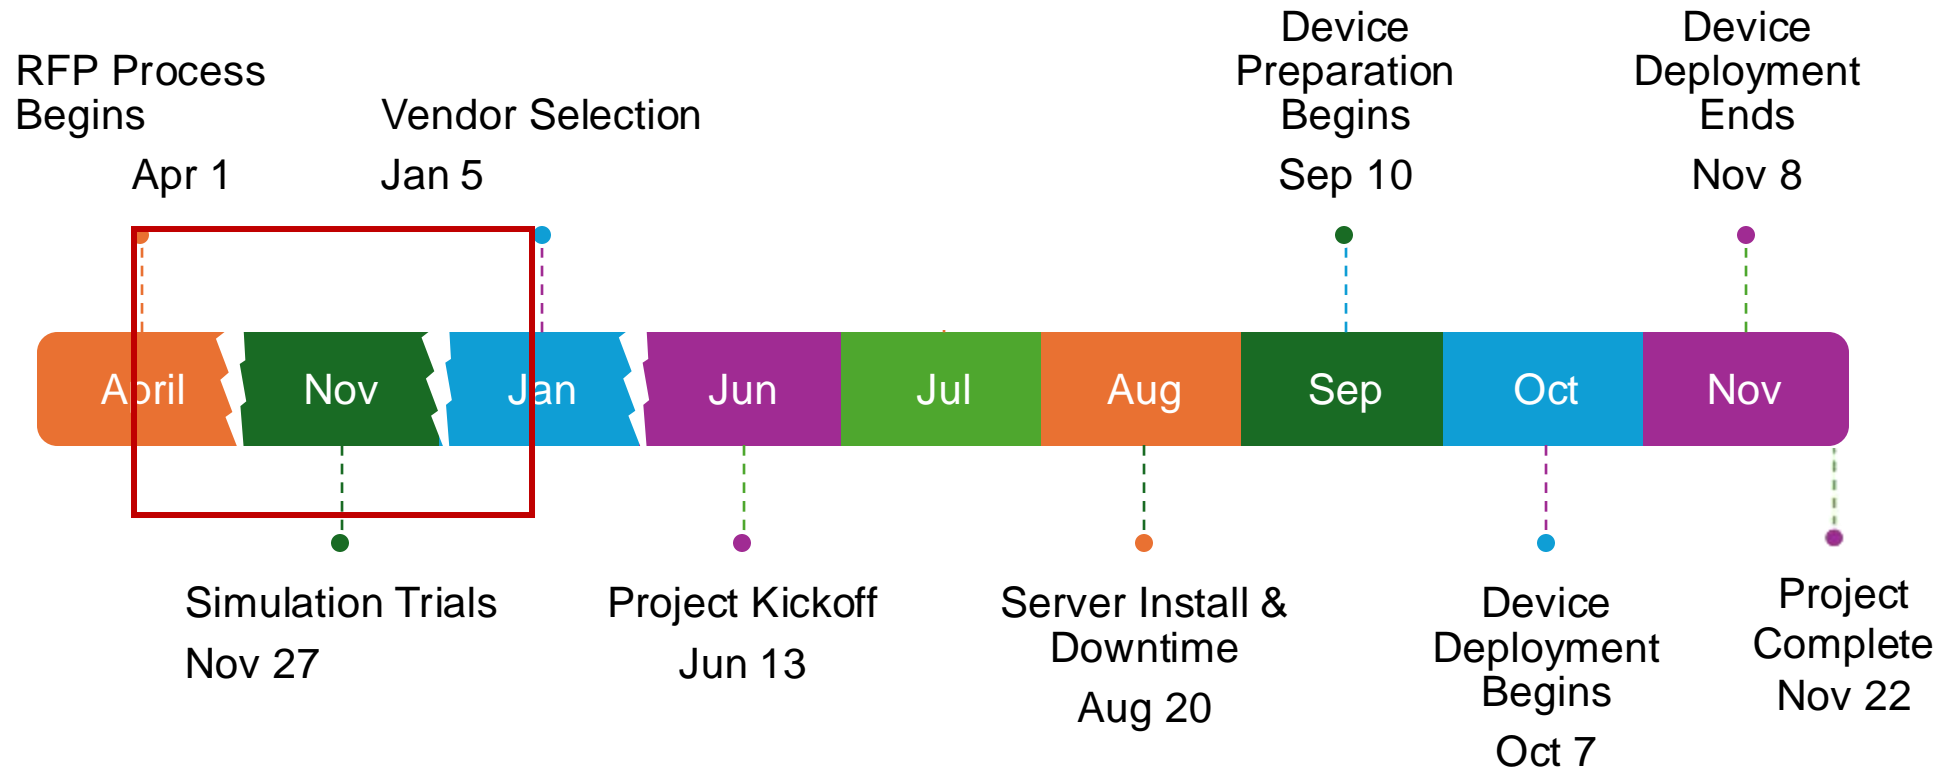 RFP Process
Begins
Apr 1
Vendor Selection
Jan 5
Device
Preparation
Begins
Sep 10
Device
Deployment
Ends
Nov 8
April
Nov
Jan
Jun
Jul
Aug
Sep
Oct
Nov
Simulation Trials
Nov 27
Project Kickoff
Jun 13
Server Install &
Downtime
Aug 20
Device
Deployment
Begins
Oct 7
Project
Complete
Nov 22